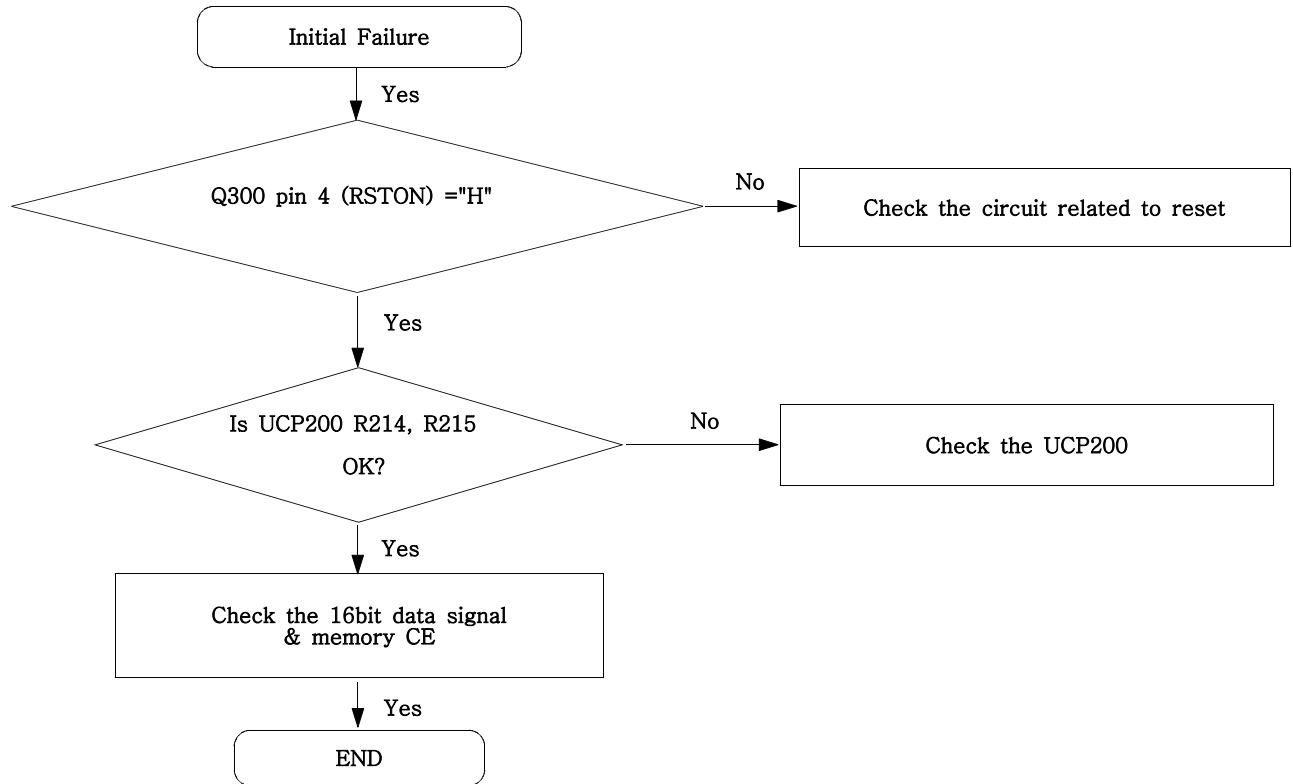 Initial Failure
Yes
Q300 pin 4 (RSTON) ="H"
No
Check the circuit related to reset
Yes
Is UCP200 R214, R215
OK?
No
Check the UCP200
Yes
Check the 16bit data signal
& memory CE
Yes
END